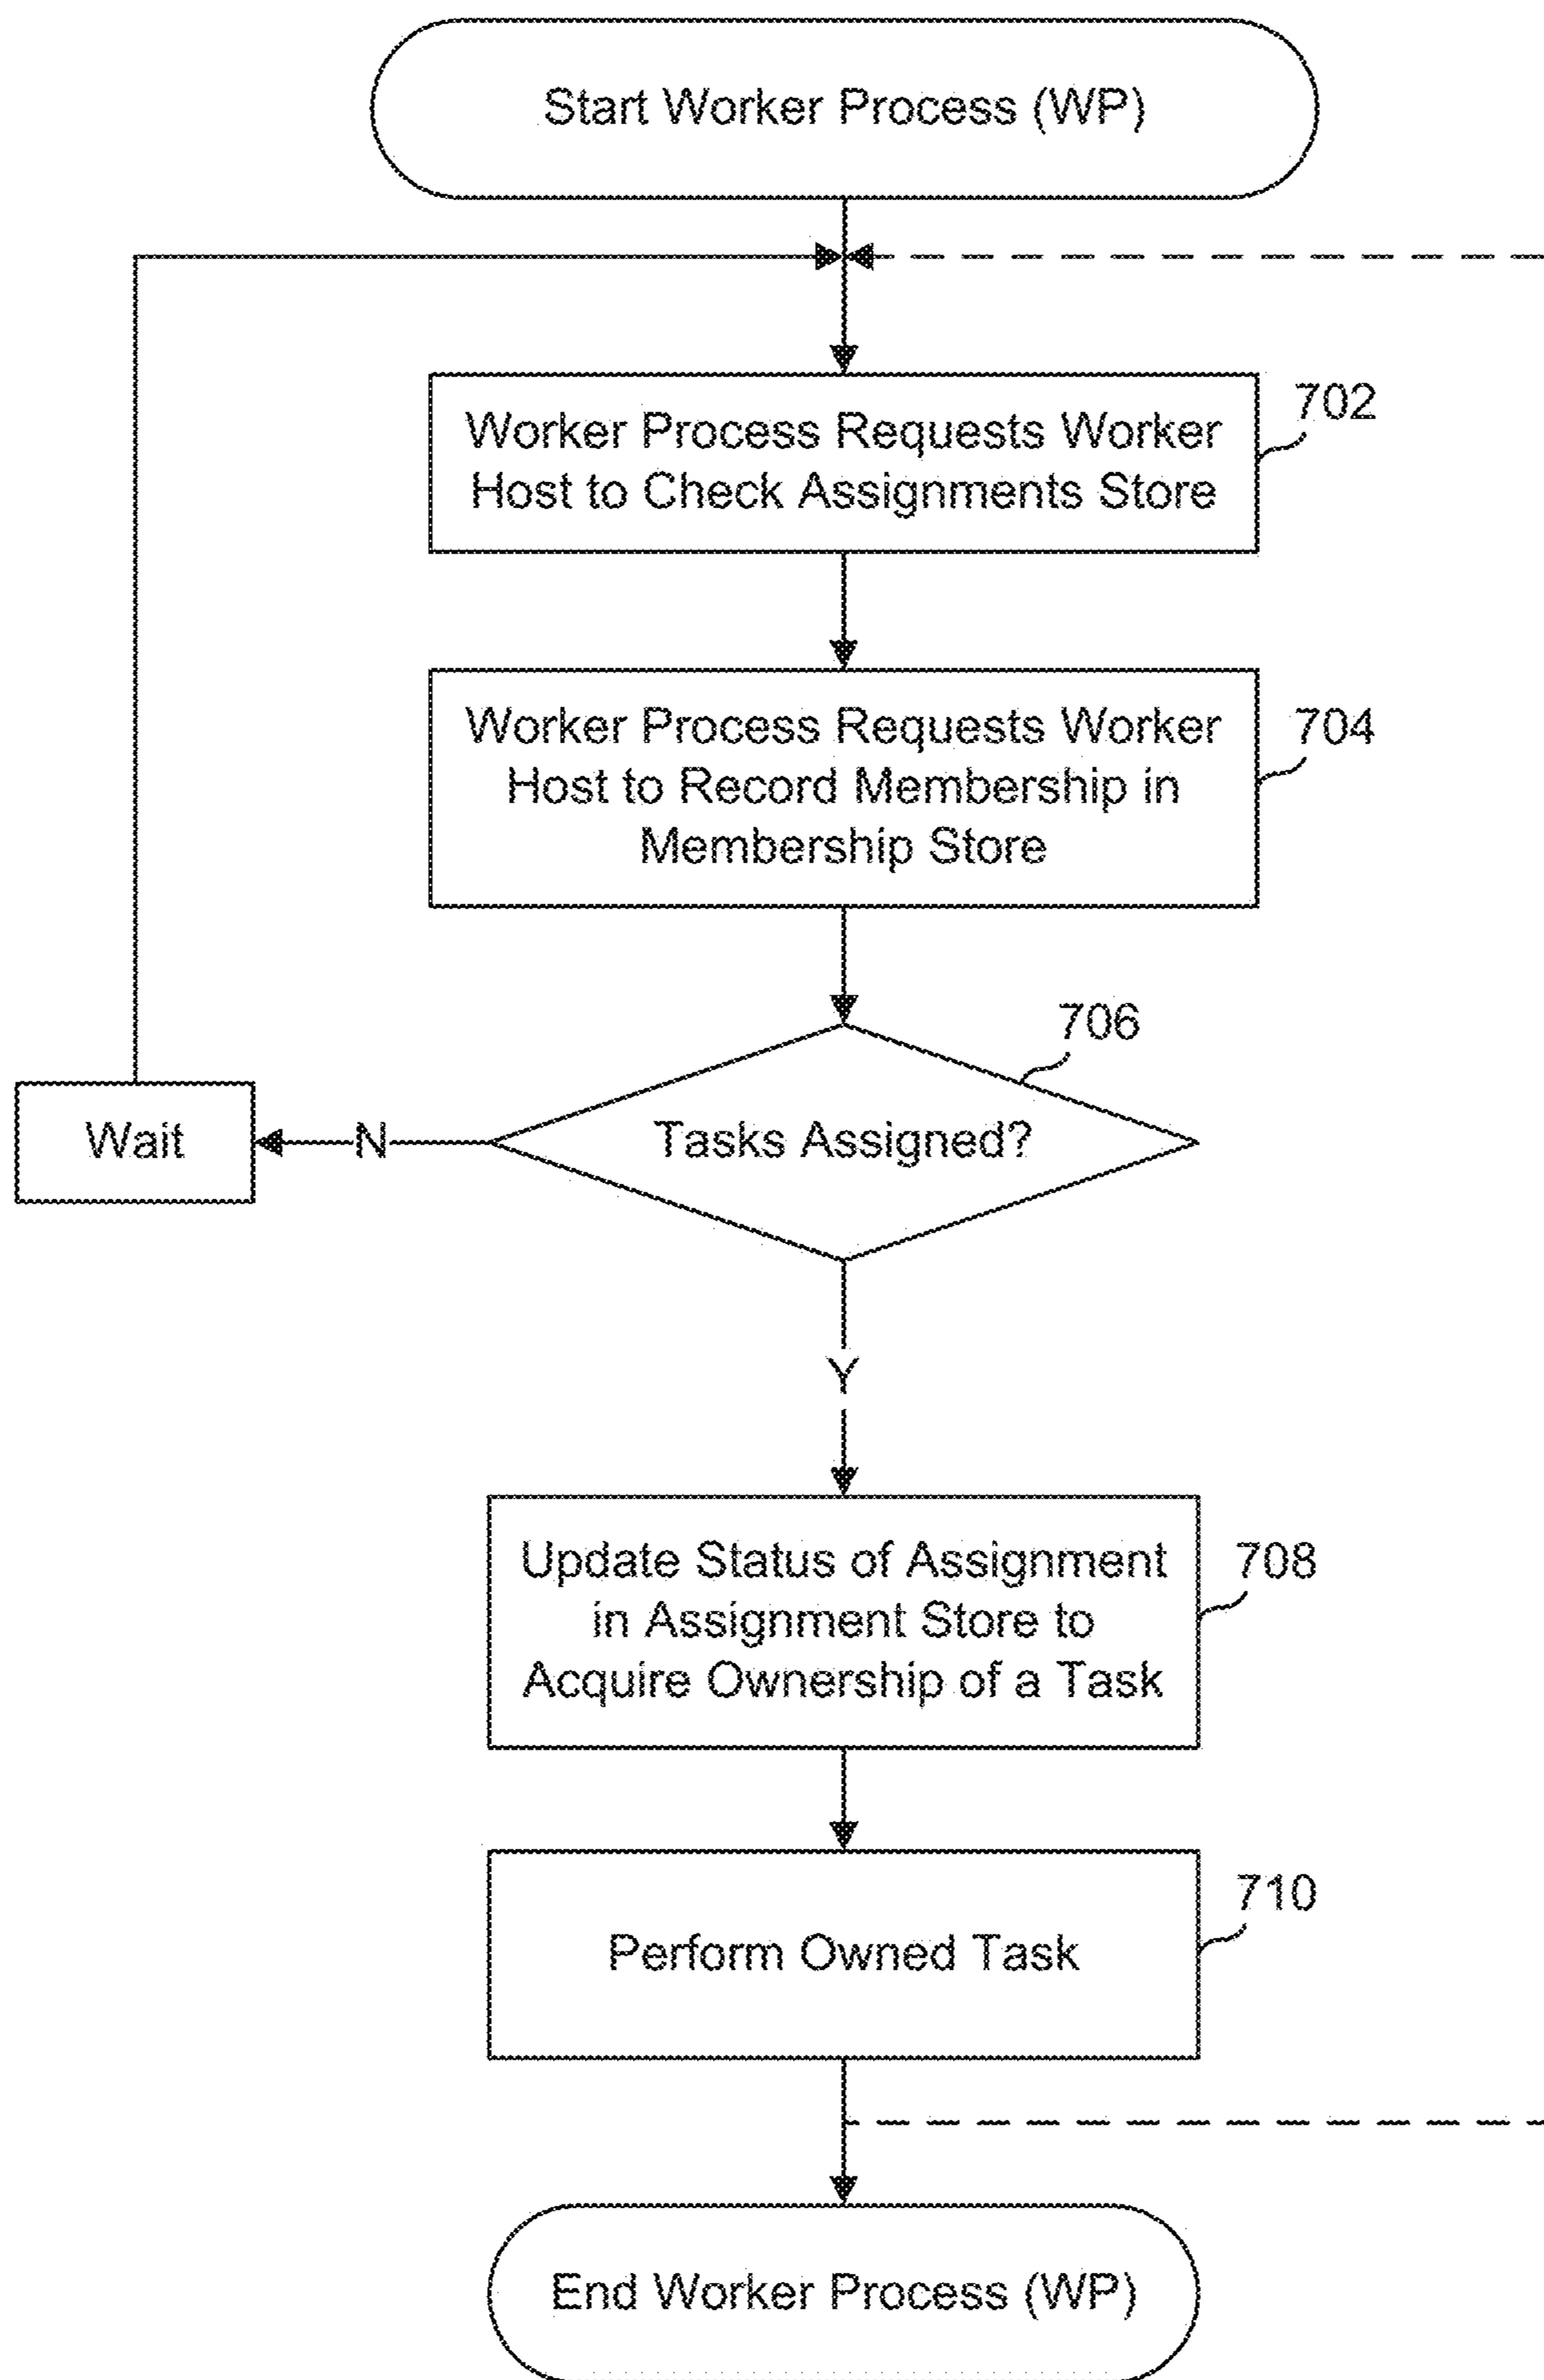 Start Worker Process (WP)
702
Worker Process Requests Worker
Host to Check Assignments Store
704
Worker Process Requests Worker
Host to Record Membership in
Membership Store
706
Tasks Assigned?
N
Wait
Y
708
Update Status of Assignment
in Assignment Store to
Acquire Ownership of a Task
710
Perform Owned Task
End Worker Process (WP)